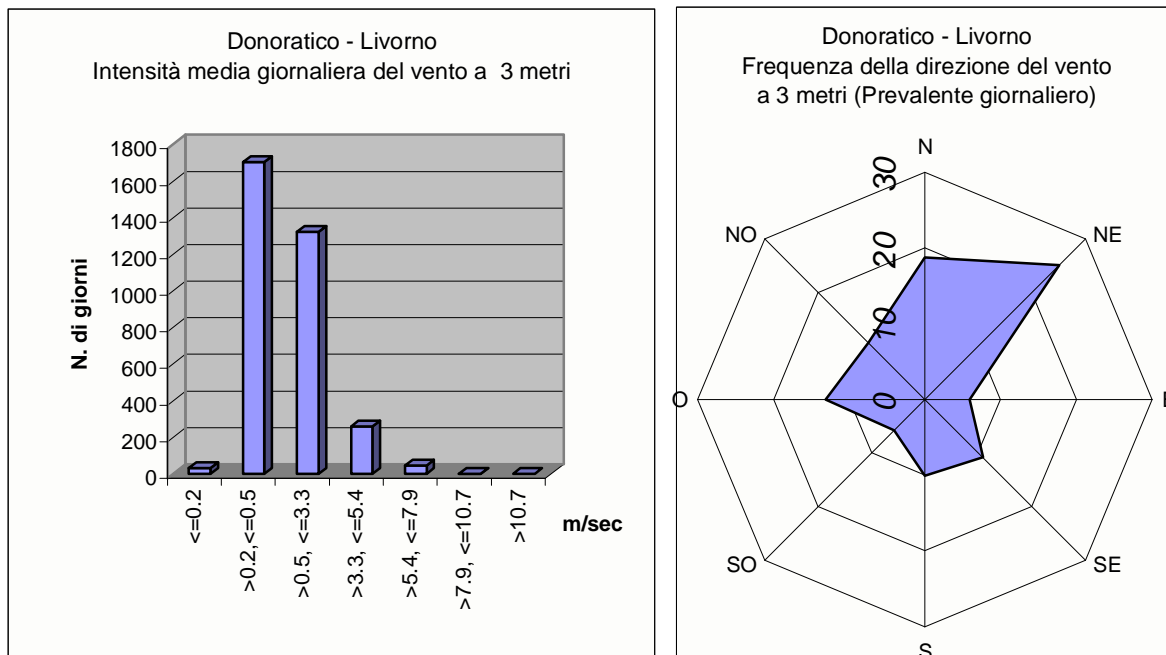 Donoratico - Livorno
Intensità media giornaliera del vento a  3 metri
N. di giorni
1800
1600
1400
1200
1000
800
600
400
200
0
<=0.2
>0.2, <=0.5
>0.5, <=3.3
>3.3, <=5.4
>5.4, <=7.9
>7.9, <=10.7
>10.7
m/sec
Donoratico - Livorno
Frequenza della direzione del vento
a 3 metri (Prevalente giornaliero)
N
NE
E
SE
S
SO
O
NO
30
20
10
0